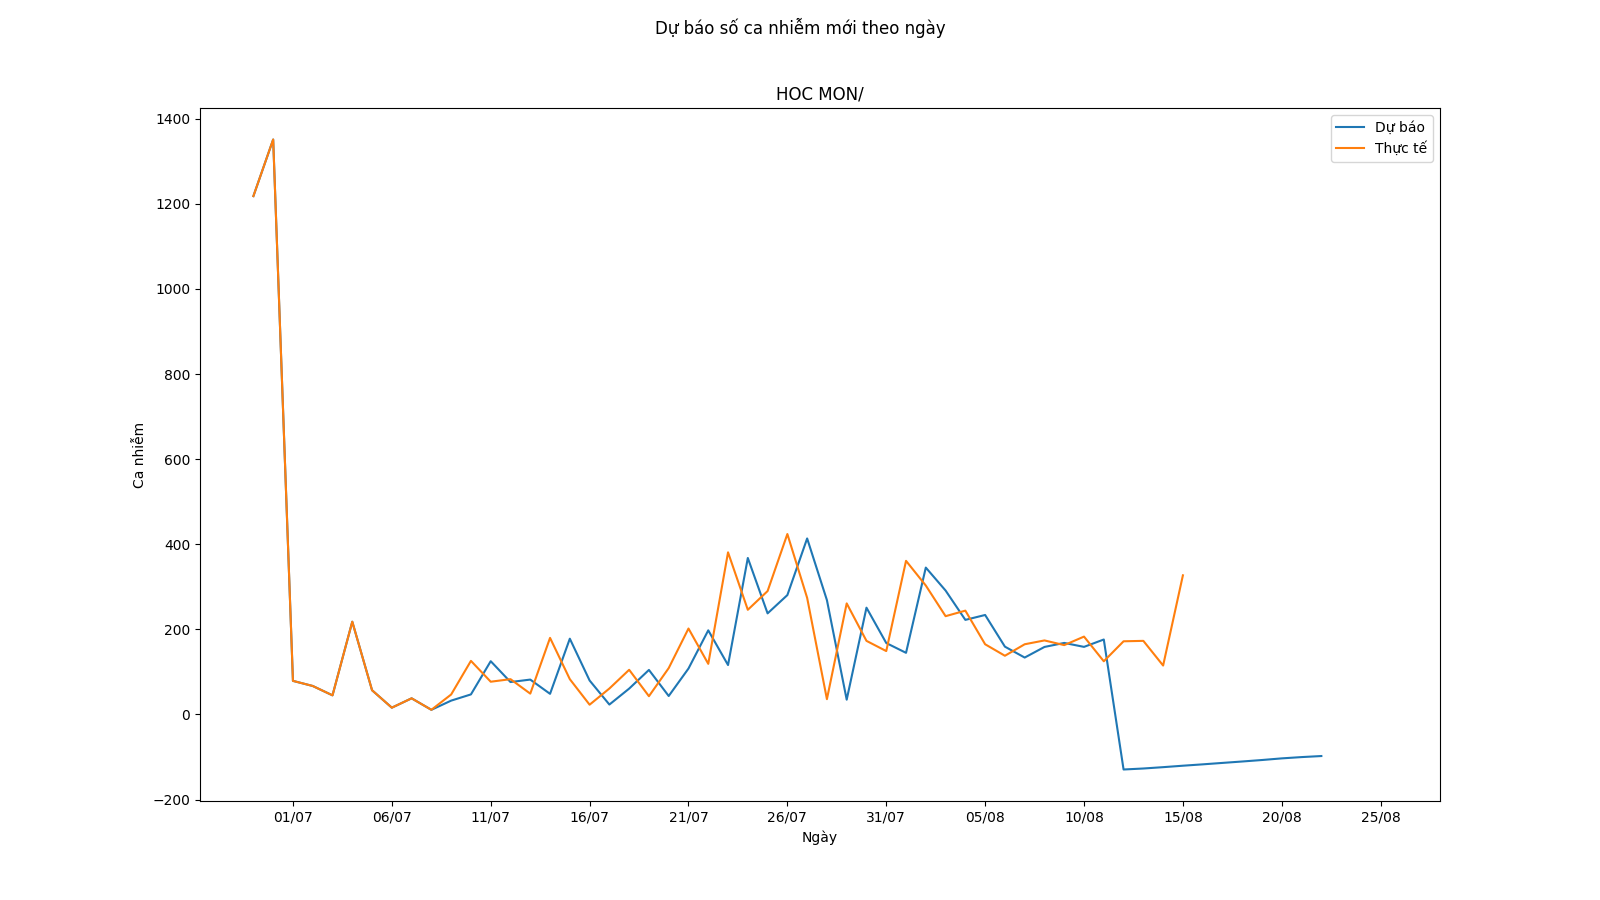 Dự báo số ca nhiễm mới theo ngày
HOC MON/
Dự báo
Thực tế
1400
1200
1000
800
600
400
200
0
−200
Ca nhiễm
01/07 06/07 11/07 16/07 21/07 26/07 31/07 05/08 10/08 15/08 20/08 25/08
Ngày